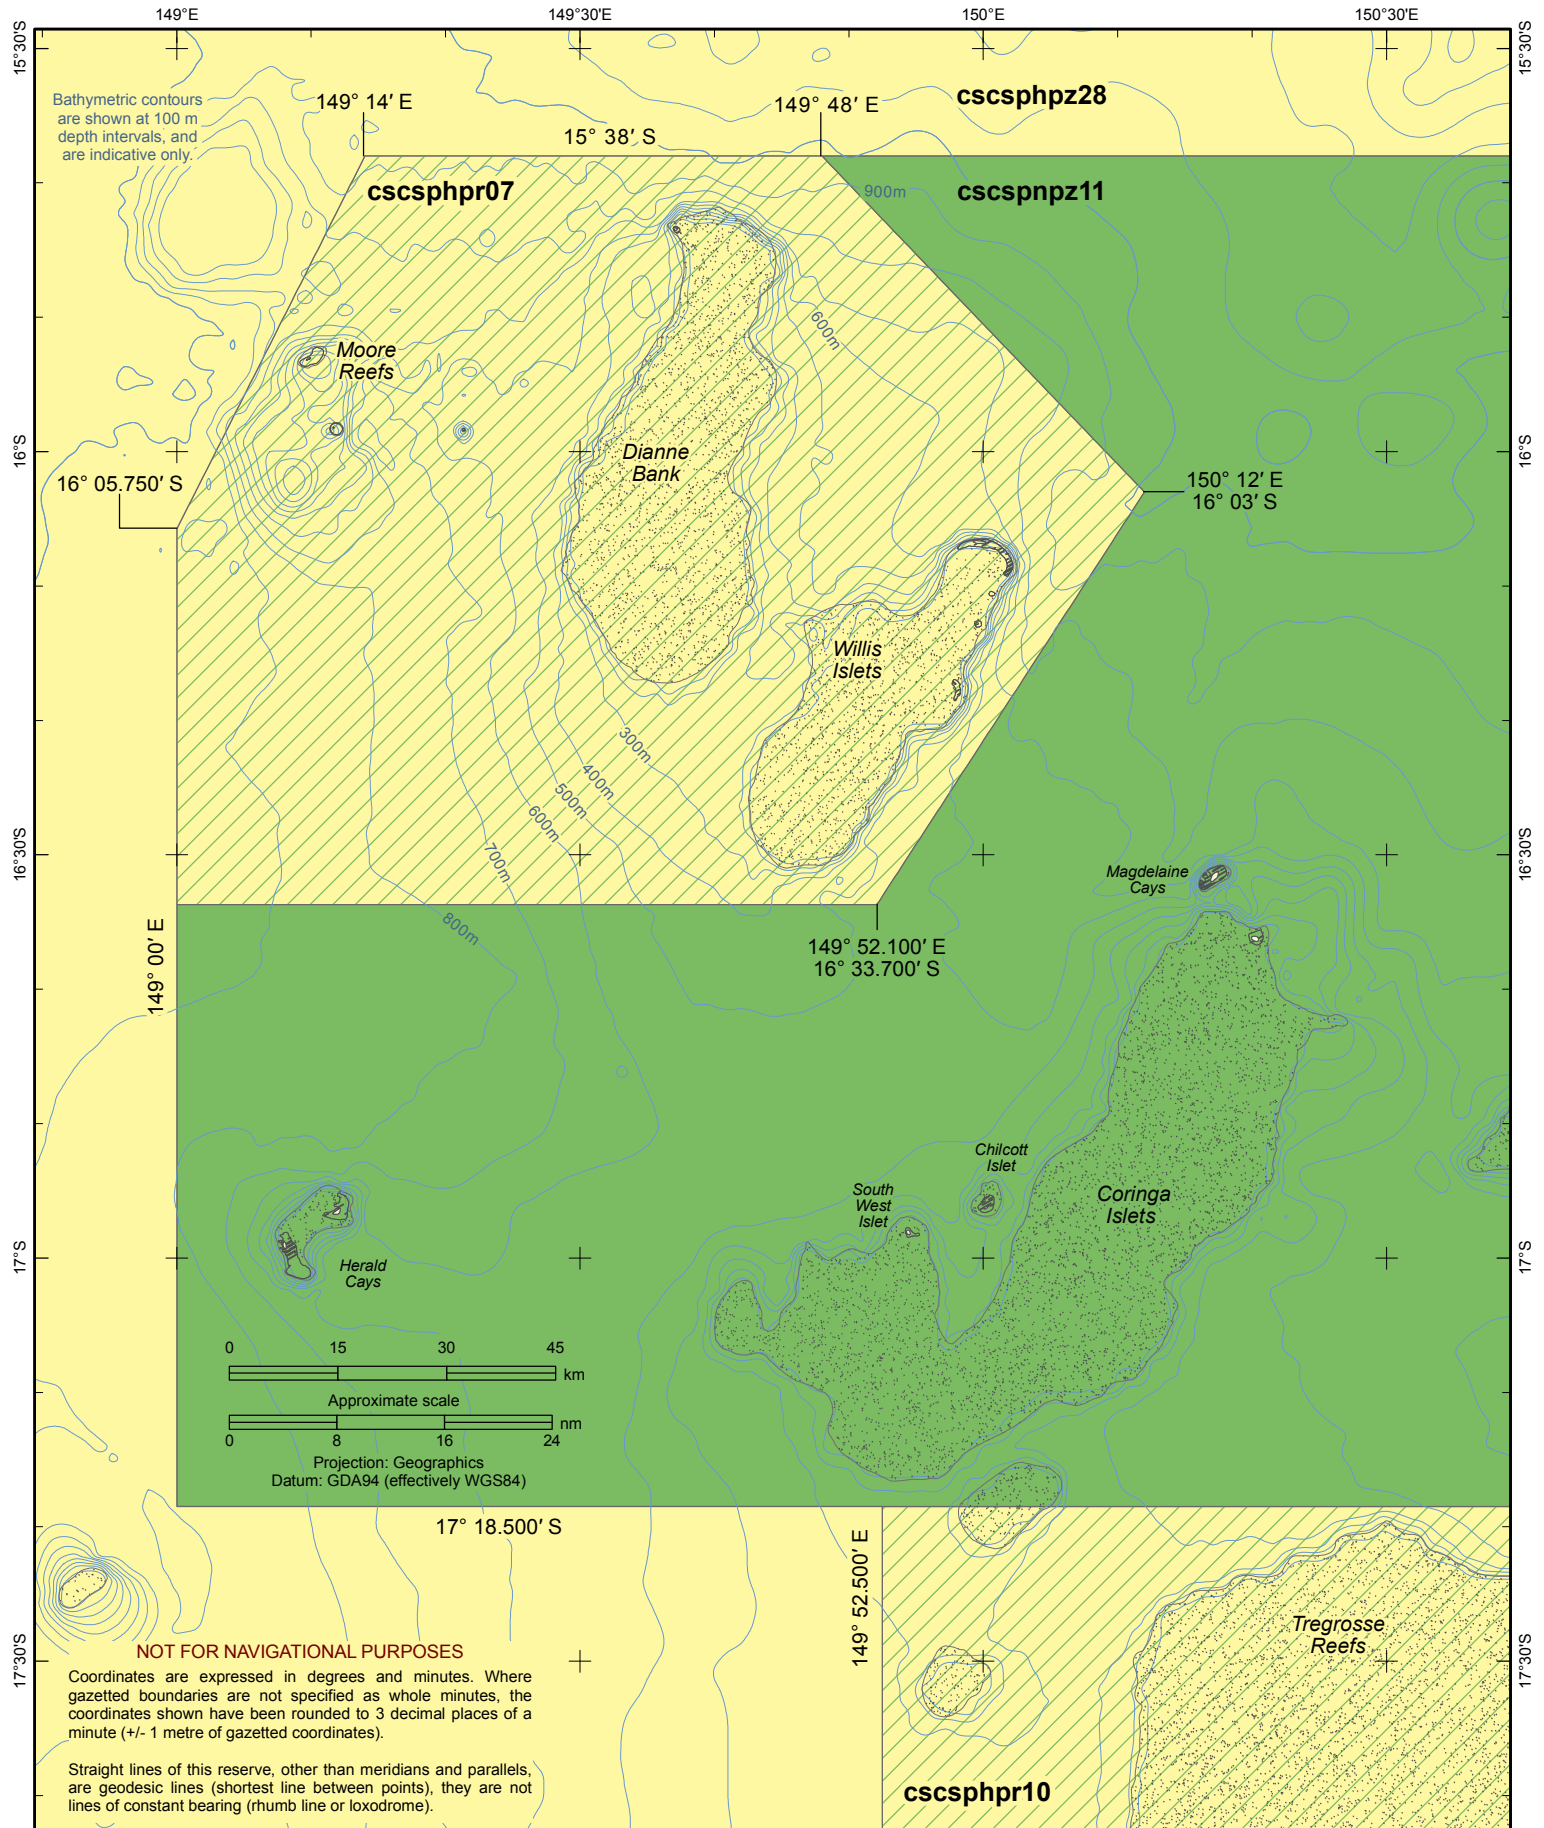 149°E
149°30'E
150°E
150°30'E
15°30'S
15°30'S
Bathymetric contours
are shown at 100 m
depth intervals, and
are indicative only.
149° 14′ E
149° 48′ E
15° 38′ S
cscsphpz28
cscsphpr07
cscspnpz11
900m
600m
Moore
Reefs
Dianne
Bank
16°S
16°S
16° 05.750′ S
150° 12′ E
16° 03′ S
Willis
Islets
300m
400m
500m
600m
700m
800m
16°30'S
16°30'S
Magdelaine
Cays
149° 00′ E
149° 52.100′ E
16° 33.700′ S
Chilcott
Islet
South
West
Islet
Coringa
Islets
17°S
17°S
Herald
Cays
0 15 30 45
km
Approximate scale
nm
0 8 16 24
Projection: Geographics
Datum: GDA94 (effectively WGS84)
17° 18.500′ S
149° 52.500′ E
Tregrosse
Reefs
17°30'S
17°30'S
NOT FOR NAVIGATIONAL PURPOSES
Coordinates are expressed in degrees and minutes. Where
gazetted boundaries are not specified as whole minutes, the
coordinates shown have been rounded to 3 decimal places of a
minute (+/- 1 metre of gazetted coordinates).
Straight lines of this reserve, other than meridians and parallels,
are geodesic lines (shortest line between points), they are not
lines of constant bearing (rhumb line or loxodrome).
cscsphpr10